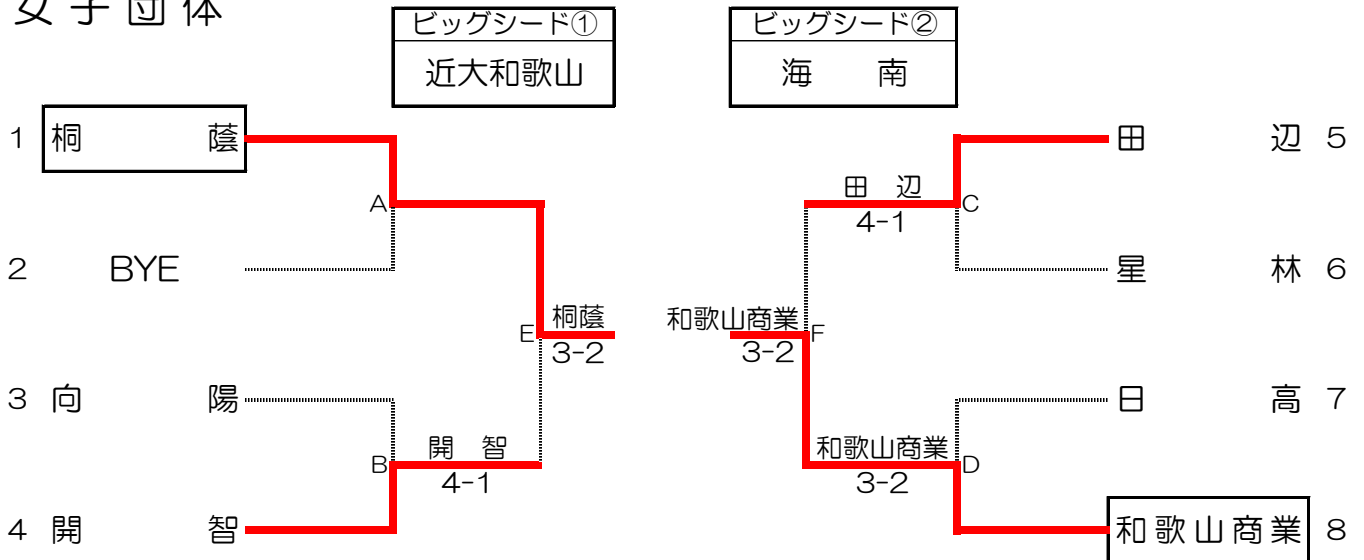 女子団体
ビッグシード①
近大和歌山
ビッグシード②
海南
1 桐蔭
田辺 5
A
田辺
4-1
C
2 BYE
星林 6
E
桐蔭
3-2
和歌山商業
3-2
F
3 向陽
日高 7
B
開智
4-1
和歌山商業
3-2
D
4 開智
和歌山商業 8